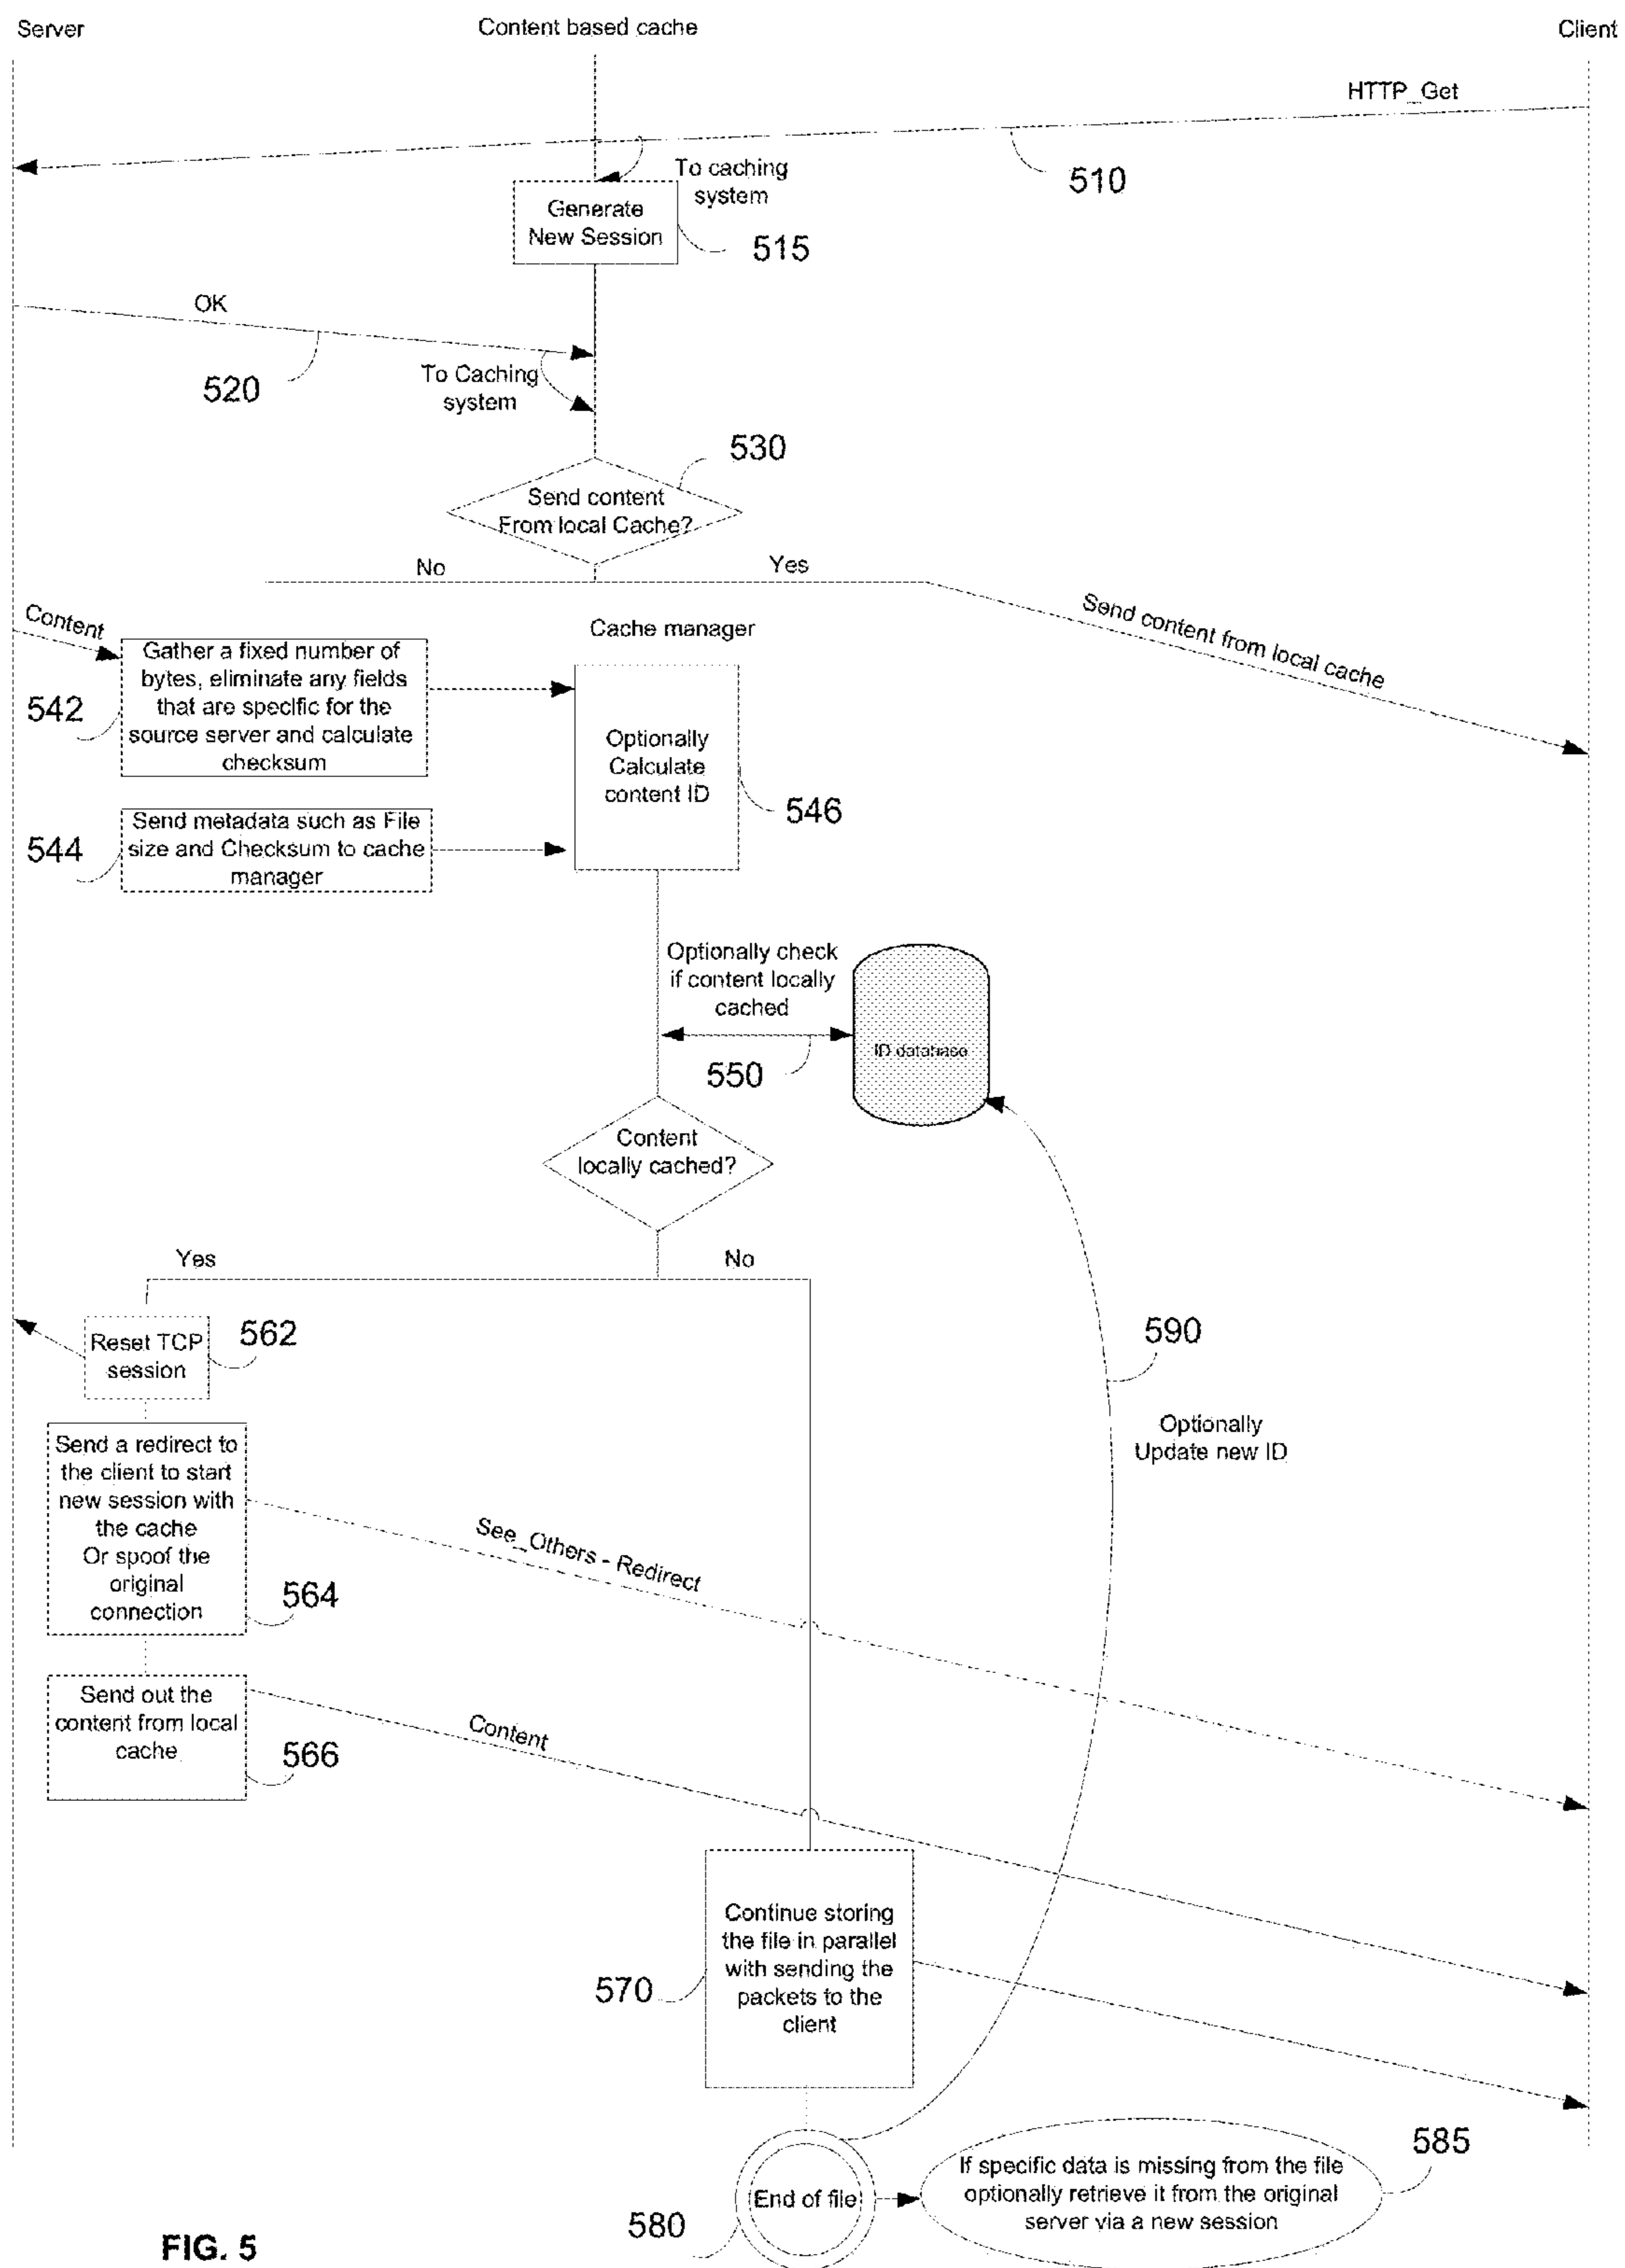 Server
Content based cache
Client
HTTP_Get
510
To caching
system
Generate
New Session
515
OK
520
To Caching
system
530
Send content
From local Cache?
No
Yes
Send content from local cache
Content
Gather a fixed number of
bytes, eliminate any fields
that are specific for the
source server and calculate
checksum
542
Cache manager
Optionally
Calculate
content ID
546
544
Send metadata such as File
size and Checksum to cache
manager
Optionally check
if content locally
cached
550
ID database
Content
locally cached?
Yes
No
Reset TCP
session
562
590
Optionally
Update new ID
Send a redirect to
the client to start
new session with
the cache
Or spoof the
original
connection
564
See_Others - Redirect
Send out the
content from local
cache
566
Content
Continue storing
the file in parallel
with sending the
packets to the
client
570
End of file
580
If specific data is missing from the file
optionally retrieve it from the original
server via a new session
585
FIG. 5